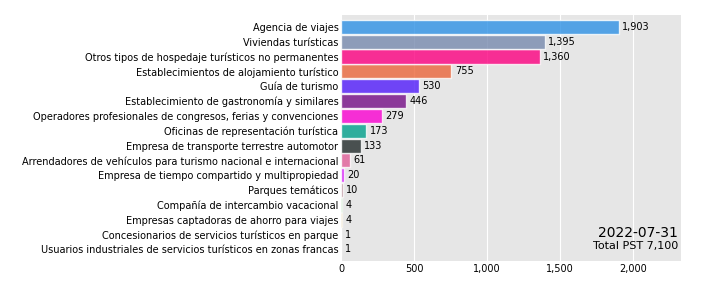 Agencia de viajes 1,903
Viviendas turísticas 1,395
Otros tipos de hospedaje turísticos no permanentes 1,360
Establecimientos de alojamiento turístico 755
Guía de turismo 530
Establecimiento de gastronomía y similares 446
Operadores profesionales de congresos, ferias y convenciones 279
Oficinas de representación turística 173
Empresa de transporte terrestre automotor 133
Arrendadores de vehículos para turismo nacional e internacional 61
Empresa de tiempo compartido y multipropiedad 20
Parques temáticos 10
Compañía de intercambio vacacional 4
Empresas captadoras de ahorro para viajes 4
Concesionarios de servicios turísticos en parque 1
Usuarios industriales de servicios turísticos en zonas francas 1
2022-07-31
Total PST 7,100
0 500 1,000 1,500 2,000